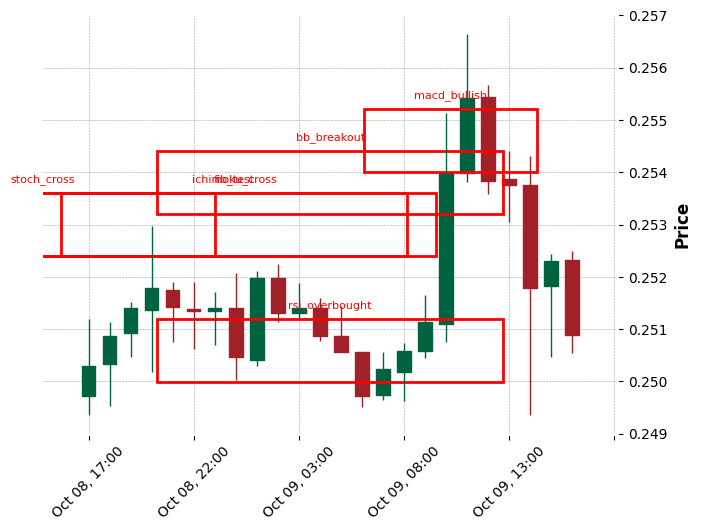 0.257
0.256
macd_bullish
0.255
bb_breakout
0.254
stoch_cross
0.253
Price
0.252
rsi_overbought
0.251
0.250
0.249
Oct 08, 17:00
Oct 08, 22:00
Oct 09, 03:00
Oct 09, 08:00
Oct 09, 13:00